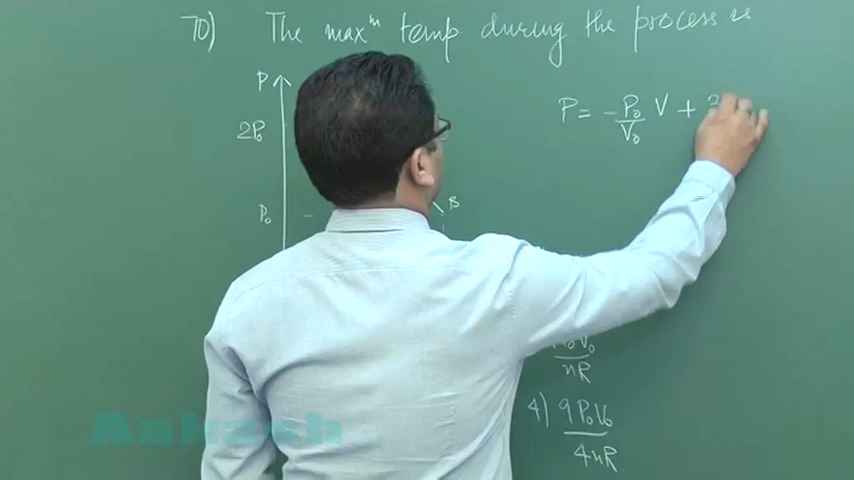 70) The maxᵐ temp during the process is
P
P = - P₀/V₀ V +
2P₀
P₀
B
nR
4) 9P₀V₀/4nR
Aakash